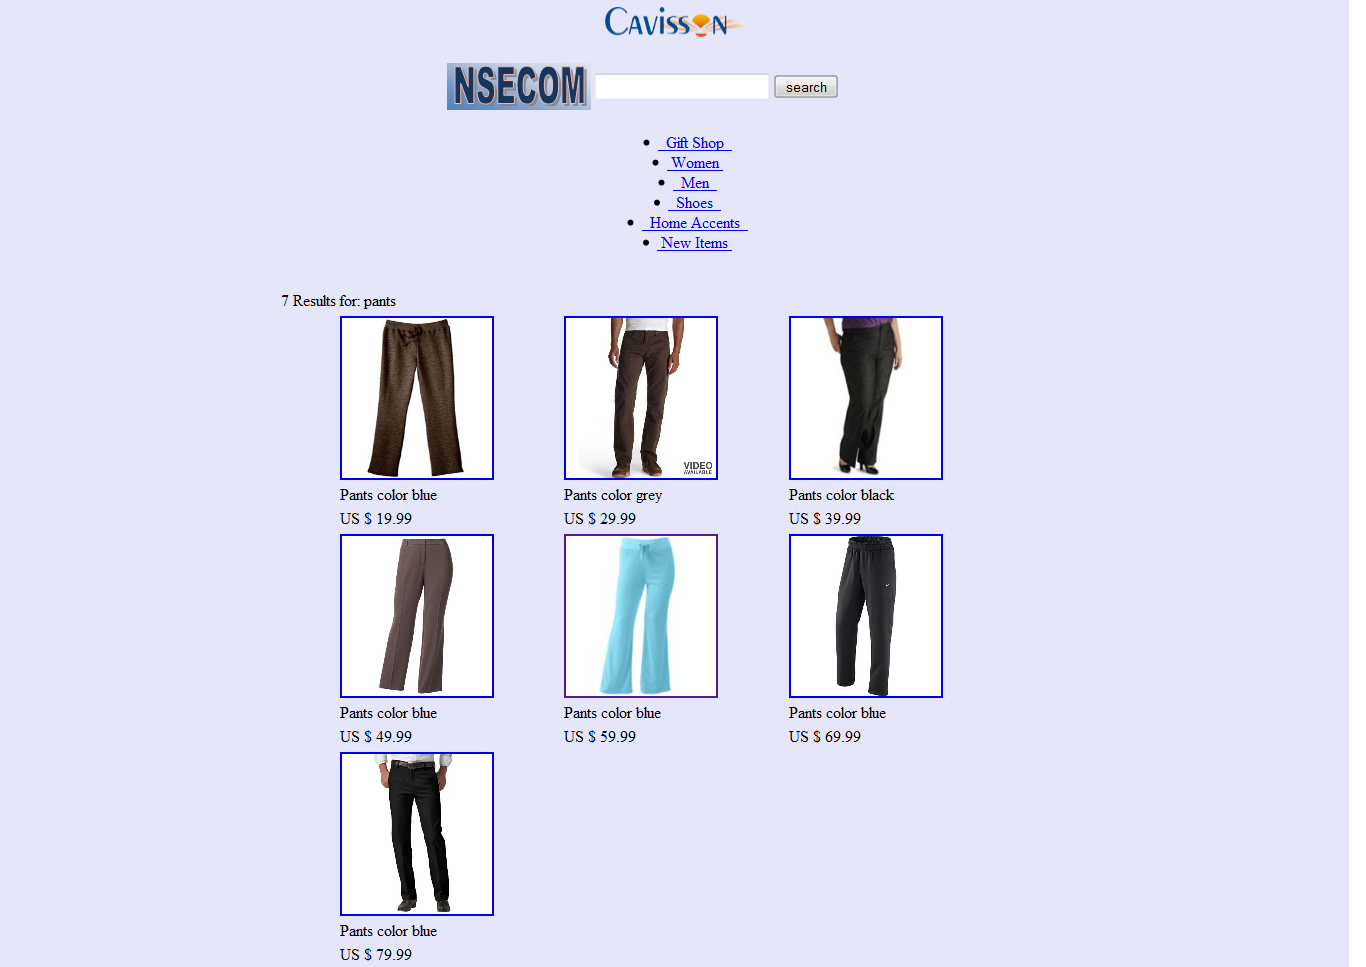 CAVISSON
NSECOM
search
Gift Shop
Women
Men
Shoes
Home Accents
New Items
7 Results for: pants
VIDEO
AVAILABLE
Pants color blue
US $ 19.99
Pants color grey
US $ 29.99
Pants color black
US $ 39.99
Pants color blue
US $ 49.99
Pants color blue
US $ 59.99
Pants color blue
US $ 69.99
Pants color blue
US $ 79.99